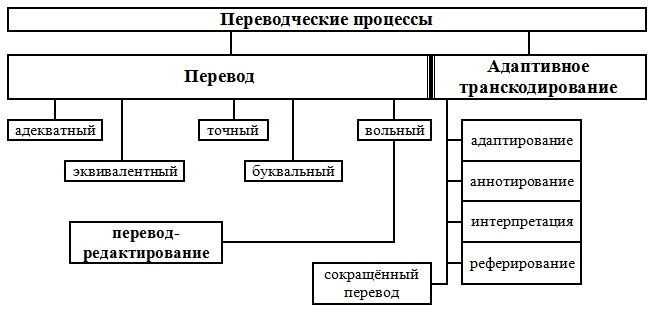 Переводческие процессы
Перевод
Адаптивное
транскодирование
адекватный
точный
вольный
адаптирование
эквивалентный
буквальный
аннотирование
перевод-
редактирование
интерпретация
сокращённый
перевод
реферирование